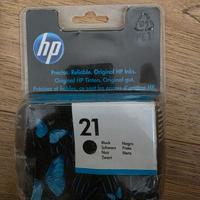 hp
Precise. Reliable. Original HP Inks.
Original HP Tinten.
21
Black
Schwarz
Noir
Zwart
Negro
Preto
Nero